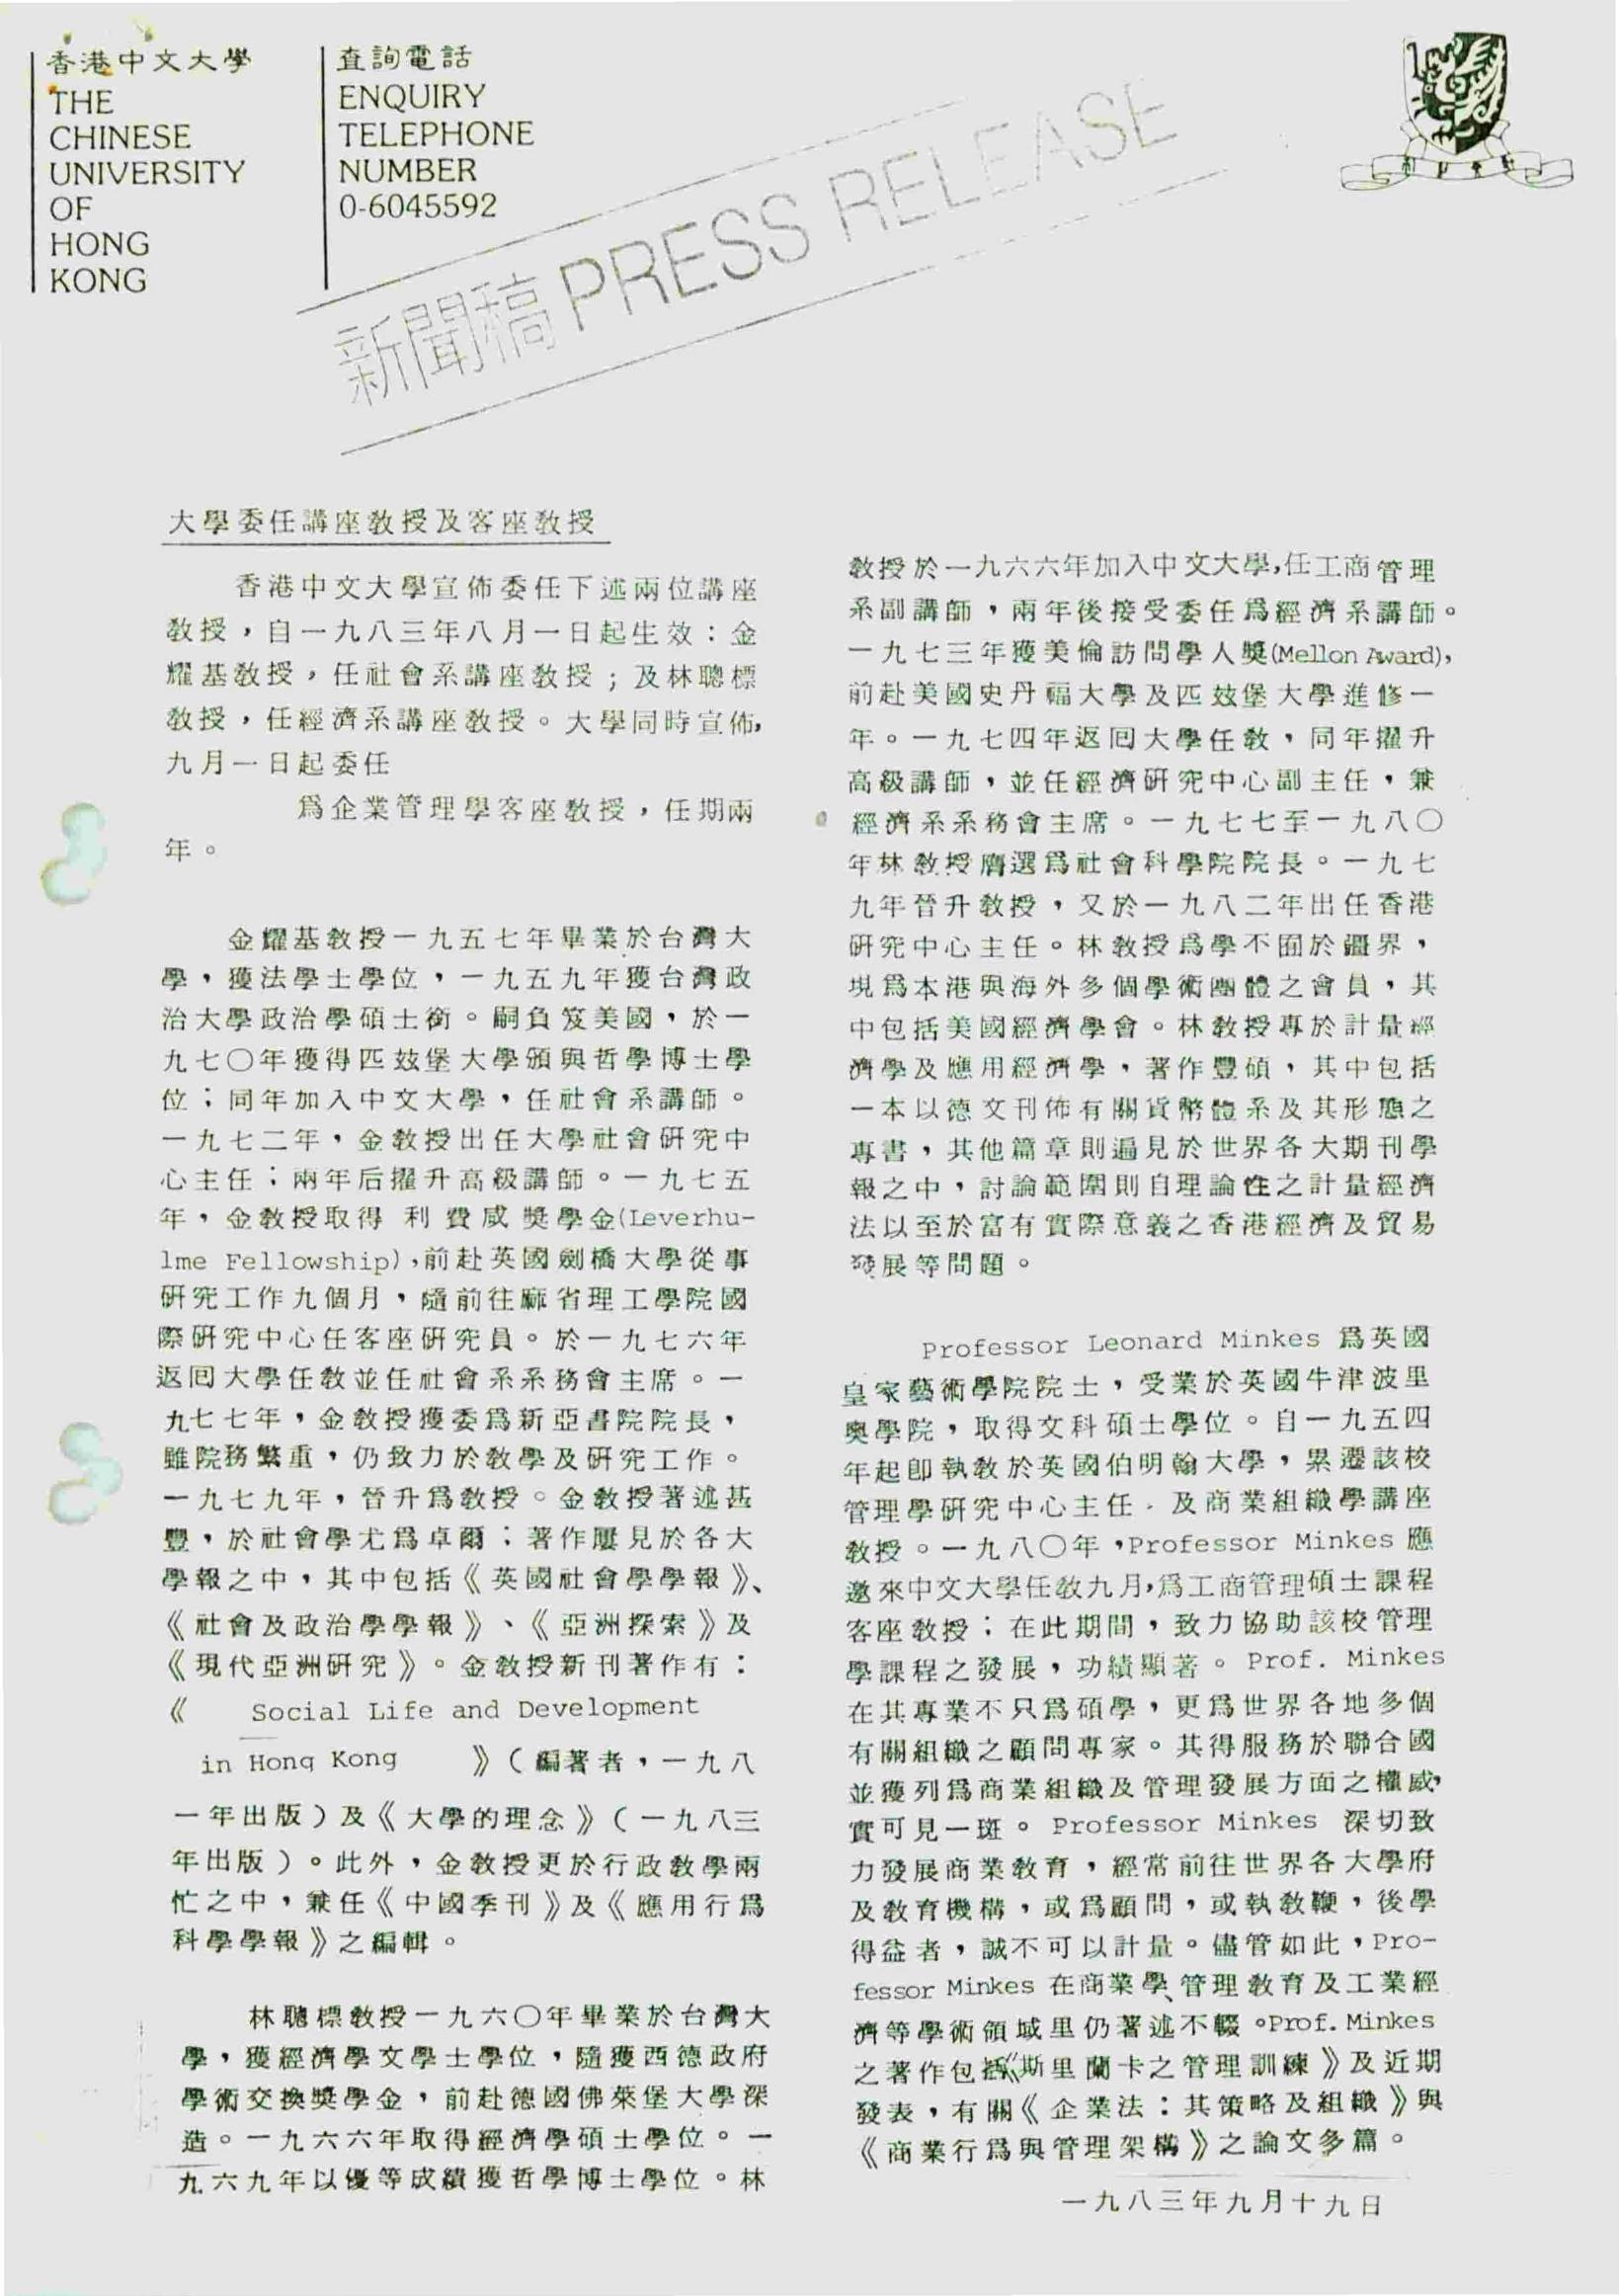 香港中文大學
THE
CHINESE
UNIVERSITY
OF
HONG
KONG
查詢電話
ENQUIRY
TELEPHONE
NUMBER
0-6045592
新聞稿 PRESS RELEASE
大學委任講座教授及客座教授
香港中文大學宣佈委任下述兩位講座
教授，自一九八三年八月一日起生效：金
耀基教授，任社會系講座教授；及林聰標
教授，任經濟系講座教授。大學同時宣佈，
九月一日起委任
爲企業管理學客座教授，任期兩
年。
金耀基教授一九五七年畢業於台灣大
學，獲法學士學位，一九五九年獲台灣政
治大學政治學碩士銜。嗣負笈美國，於一
九七〇年獲得匹玆堡大學頒與哲學博士學
位；同年加入中文大學，任社會系講師。
一九七二年，金教授出任大學社會研究中
心主任；兩年后擢升高級講師。一九七五
年，金教授取得 利費咸獎學金(Leverhu-
lme Fellowship),前赴英國劍橋大學從事
研究工作九個月，隨前往麻省理工學院國
際研究中心任客座研究員。於一九七六年
返回大學任教並任社會系系務會主席。一
九七七年，金教授獲委爲新亞書院院長，
雖院務繁重，仍致力於教學及研究工作。
一九七九年，晉升爲教授。金教授著述甚
豐，於社會學尤爲卓爾；著作屢見於各大
學報之中，其中包括《英國社會學學報》、
《社會及政治學學報》、《亞洲探索》及
《現代亞洲研究》。金教授新刊著作有：
《 Social Life and Development
in Hong Kong 》（編著者，一九八
一年出版）及《大學的理念》（一九八三
年出版）。此外，金教授更於行政教學兩
忙之中，兼任《中國季刊》及《應用行爲
科學學報》之編輯。
林聰標教授一九六〇年畢業於台灣大
學，獲經濟學文學士學位，隨獲西德政府
學術交換獎學金，前赴德國佛萊堡大學深
造。一九六六年取得經濟學碩士學位。一
九六九年以優等成績獲哲學博士學位。林
教授於一九六六年加入中文大學，任工商管理
系副講師，兩年後接受委任爲經濟系講師。
一九七三年獲美倫訪問學人獎(Mellon Award),
前赴美國史丹福大學及匹玆堡大學進修一
年。一九七四年返回大學任教，同年擢升
高級講師，並任經濟研究中心副主任，兼
經濟系系務會主席。一九七七至一九八〇
年林教授膺選爲社會科學院院長。一九七
九年晉升教授，又於一九八二年出任香港
研究中心主任。林教授爲學不囿於疆界，
現爲本港與海外多個學術團體之會員，其
中包括美國經濟學會。林教授專於計量經
濟學及應用經濟學，著作豐碩，其中包括
一本以德文刊佈有關貨幣體系及其形態之
專書，其他篇章則遍見於世界各大期刊學
報之中，討論範圍則自理論性之計量經濟
法以至於富有實際意義之香港經濟及貿易
發展等問題。
Professor Leonard Minkes 爲英國
皇家藝術學院院士，受業於英國牛津波里
奧學院，取得文科碩士學位。自一九五四
年起即執教於英國伯明翰大學，累遷該校
管理學研究中心主任，及商業組織學講座
教授。一九八〇年，Professor Minkes 應
邀來中文大學任教九月，爲工商管理碩士課程
客座教授；在此期間，致力協助該校管理
學課程之發展，功績顯著。Prof. Minkes
在其專業不只爲碩學，更爲世界各地多個
有關組織之顧問專家。其得服務於聯合國
並獲列爲商業組織及管理發展方面之權威，
實可見一斑。Professor Minkes 深切致
力發展商業教育，經常前往世界各大學府
及教育機構，或爲顧問，或執教鞭，後學
得益者，誠不可以計量。儘管如此，Pro-
fessor Minkes 在商業學、管理教育及工業經
濟等學術領域里仍著述不輟。Prof. Minkes
之著作包括《斯里蘭卡之管理訓練》及近期
發表，有關《企業法：其策略及組織》與
《商業行爲與管理架構》之論文多篇。
一九八三年九月十九日